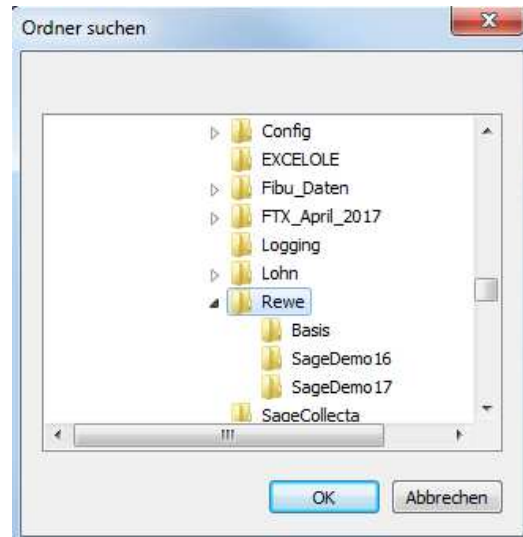 Ordner suchen
Config
EXCELOLE
Fibu_Daten
FTX_April_2017
Logging
Lohn
Rewe
Basis
SageDemo16
SageDemo17
SageCollecta
OK Abbrechen